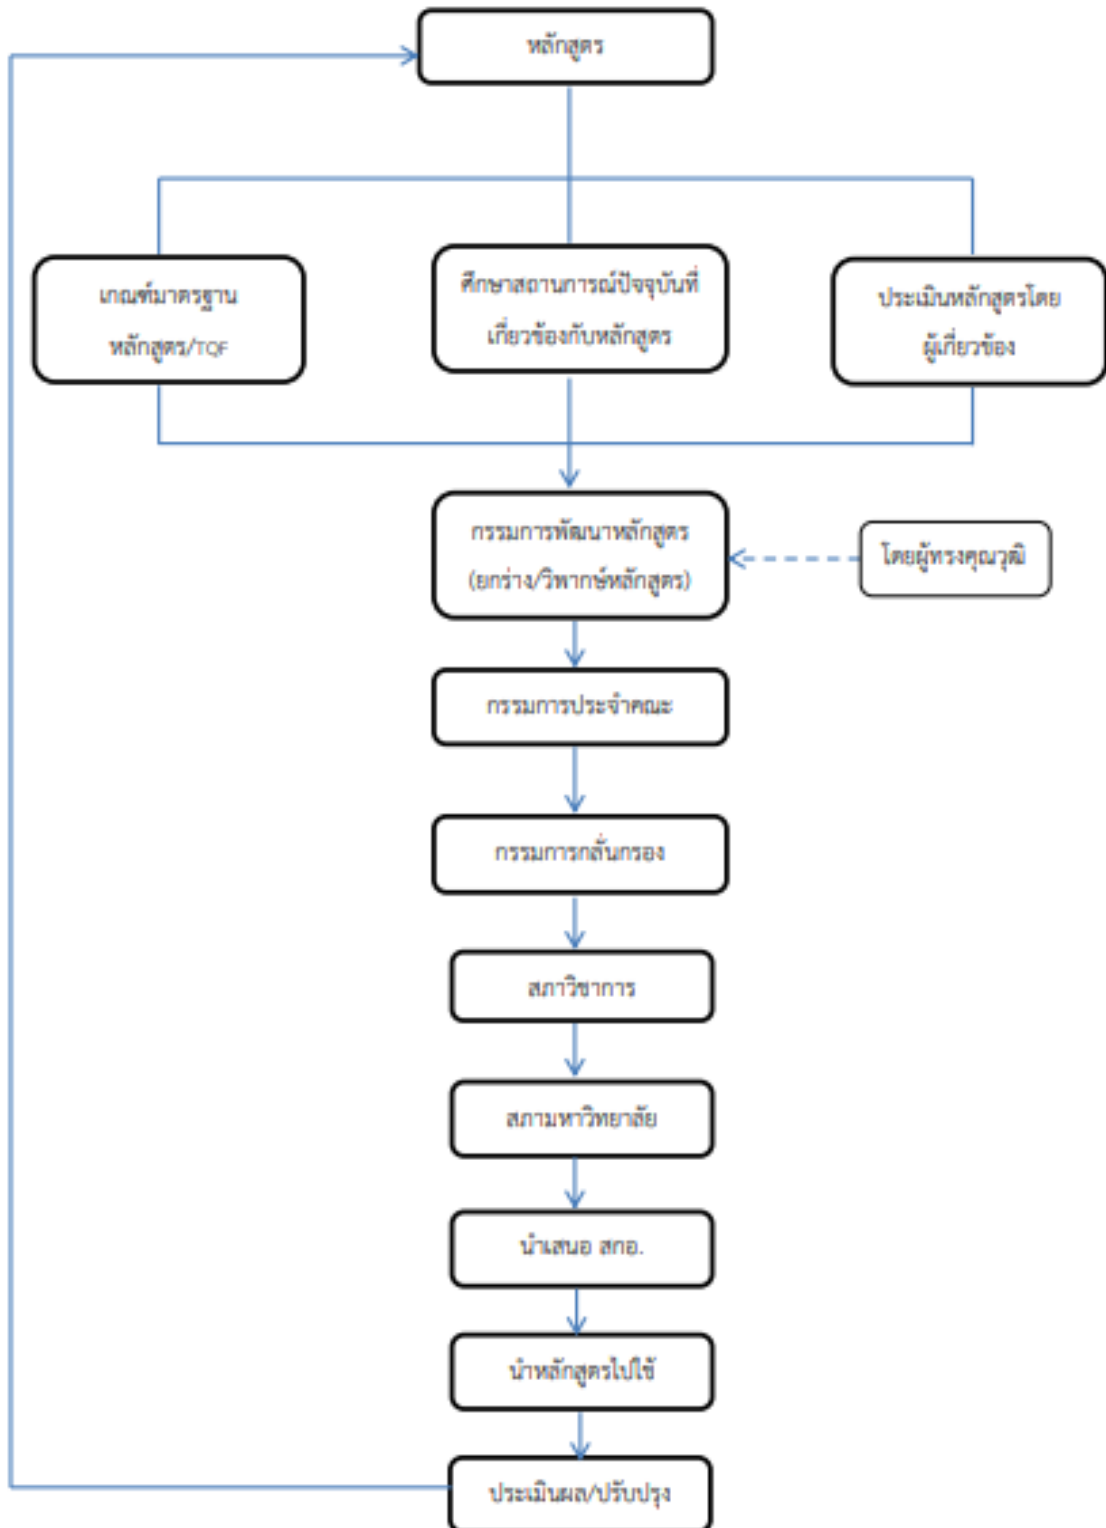 หลักสูตร
เกณฑ์มาตรฐาน
หลักสูตร/TQF
ศึกษาสถานการณ์ปัจจุบันที่
เกี่ยวข้องกับหลักสูตร
ประเมินหลักสูตรโดย
ผู้เกี่ยวข้อง
กรรมการพัฒนาหลักสูตร
(ยกร่าง/วิพากษ์หลักสูตร)
โดยผู้ทรงคุณวุฒิ
กรรมการประจำคณะ
กรรมการกลั่นกรอง
สภาวิชาการ
สภามหาวิทยาลัย
นำเสนอ สกอ.
นำหลักสูตรไปใช้
ประเมินผล/ปรับปรุง